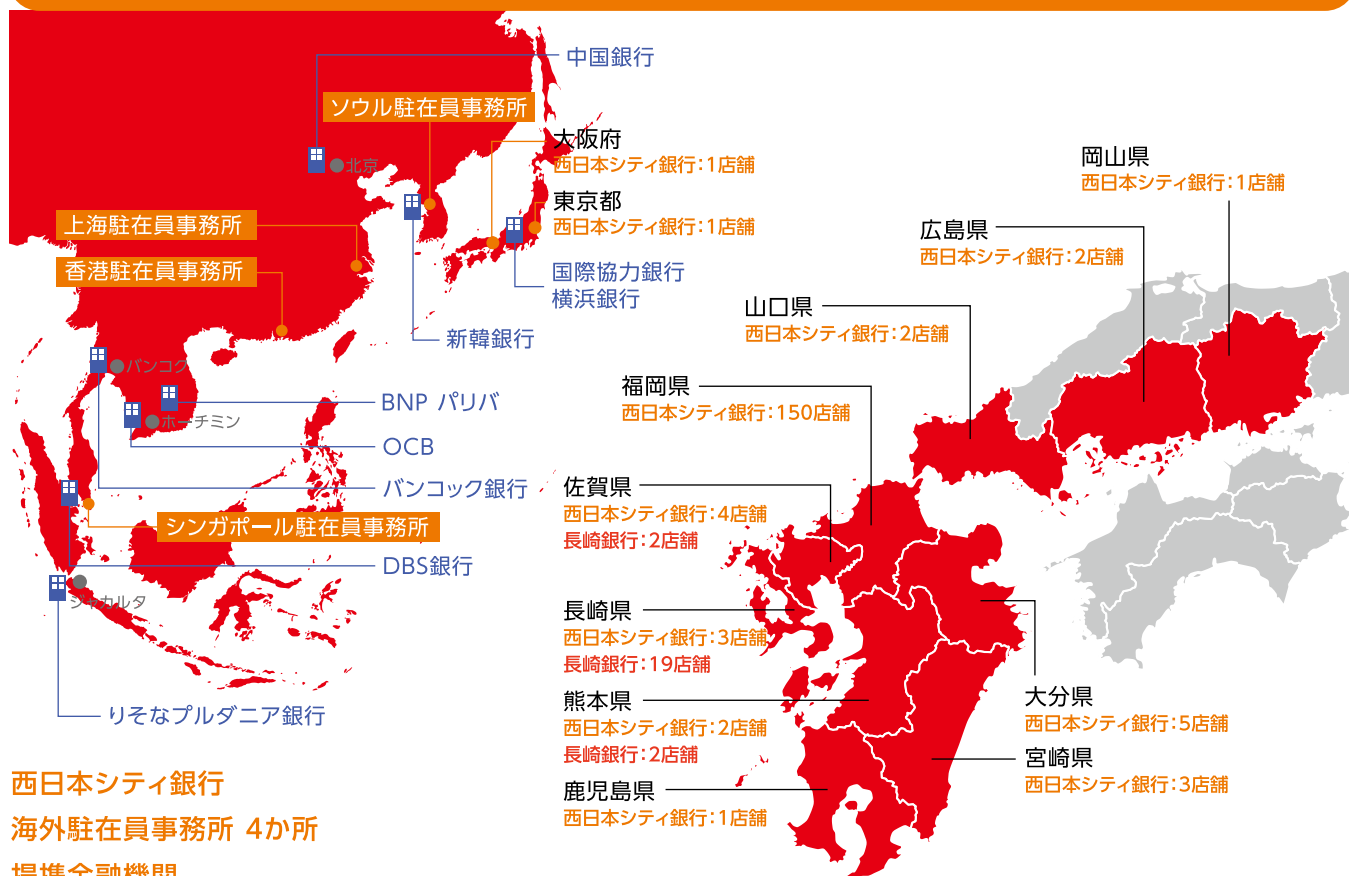 中国銀行
ソウル駐在員事務所
北京
大阪府
西日本シティ銀行:1店舗
東京都
西日本シティ銀行:1店舗
上海駐在員事務所
香港駐在員事務所
国際協力銀行
横浜銀行
新韓銀行
バンコク
BNP パリバ
ホーチミン
OCB
バンコック銀行
シンガポール駐在員事務所
DBS銀行
ジャカルタ
りそなプルダニア銀行
岡山県
西日本シティ銀行:1店舗
広島県
西日本シティ銀行:2店舗
山口県
西日本シティ銀行:2店舗
福岡県
西日本シティ銀行:150店舗
佐賀県
西日本シティ銀行:4店舗
長崎銀行:2店舗
長崎県
西日本シティ銀行:3店舗
長崎銀行:19店舗
熊本県
西日本シティ銀行:2店舗
長崎銀行:2店舗
鹿児島県
西日本シティ銀行:1店舗
大分県
西日本シティ銀行:5店舗
宮崎県
西日本シティ銀行:3店舗
西日本シティ銀行
海外駐在員事務所 4か所
提携金融機関